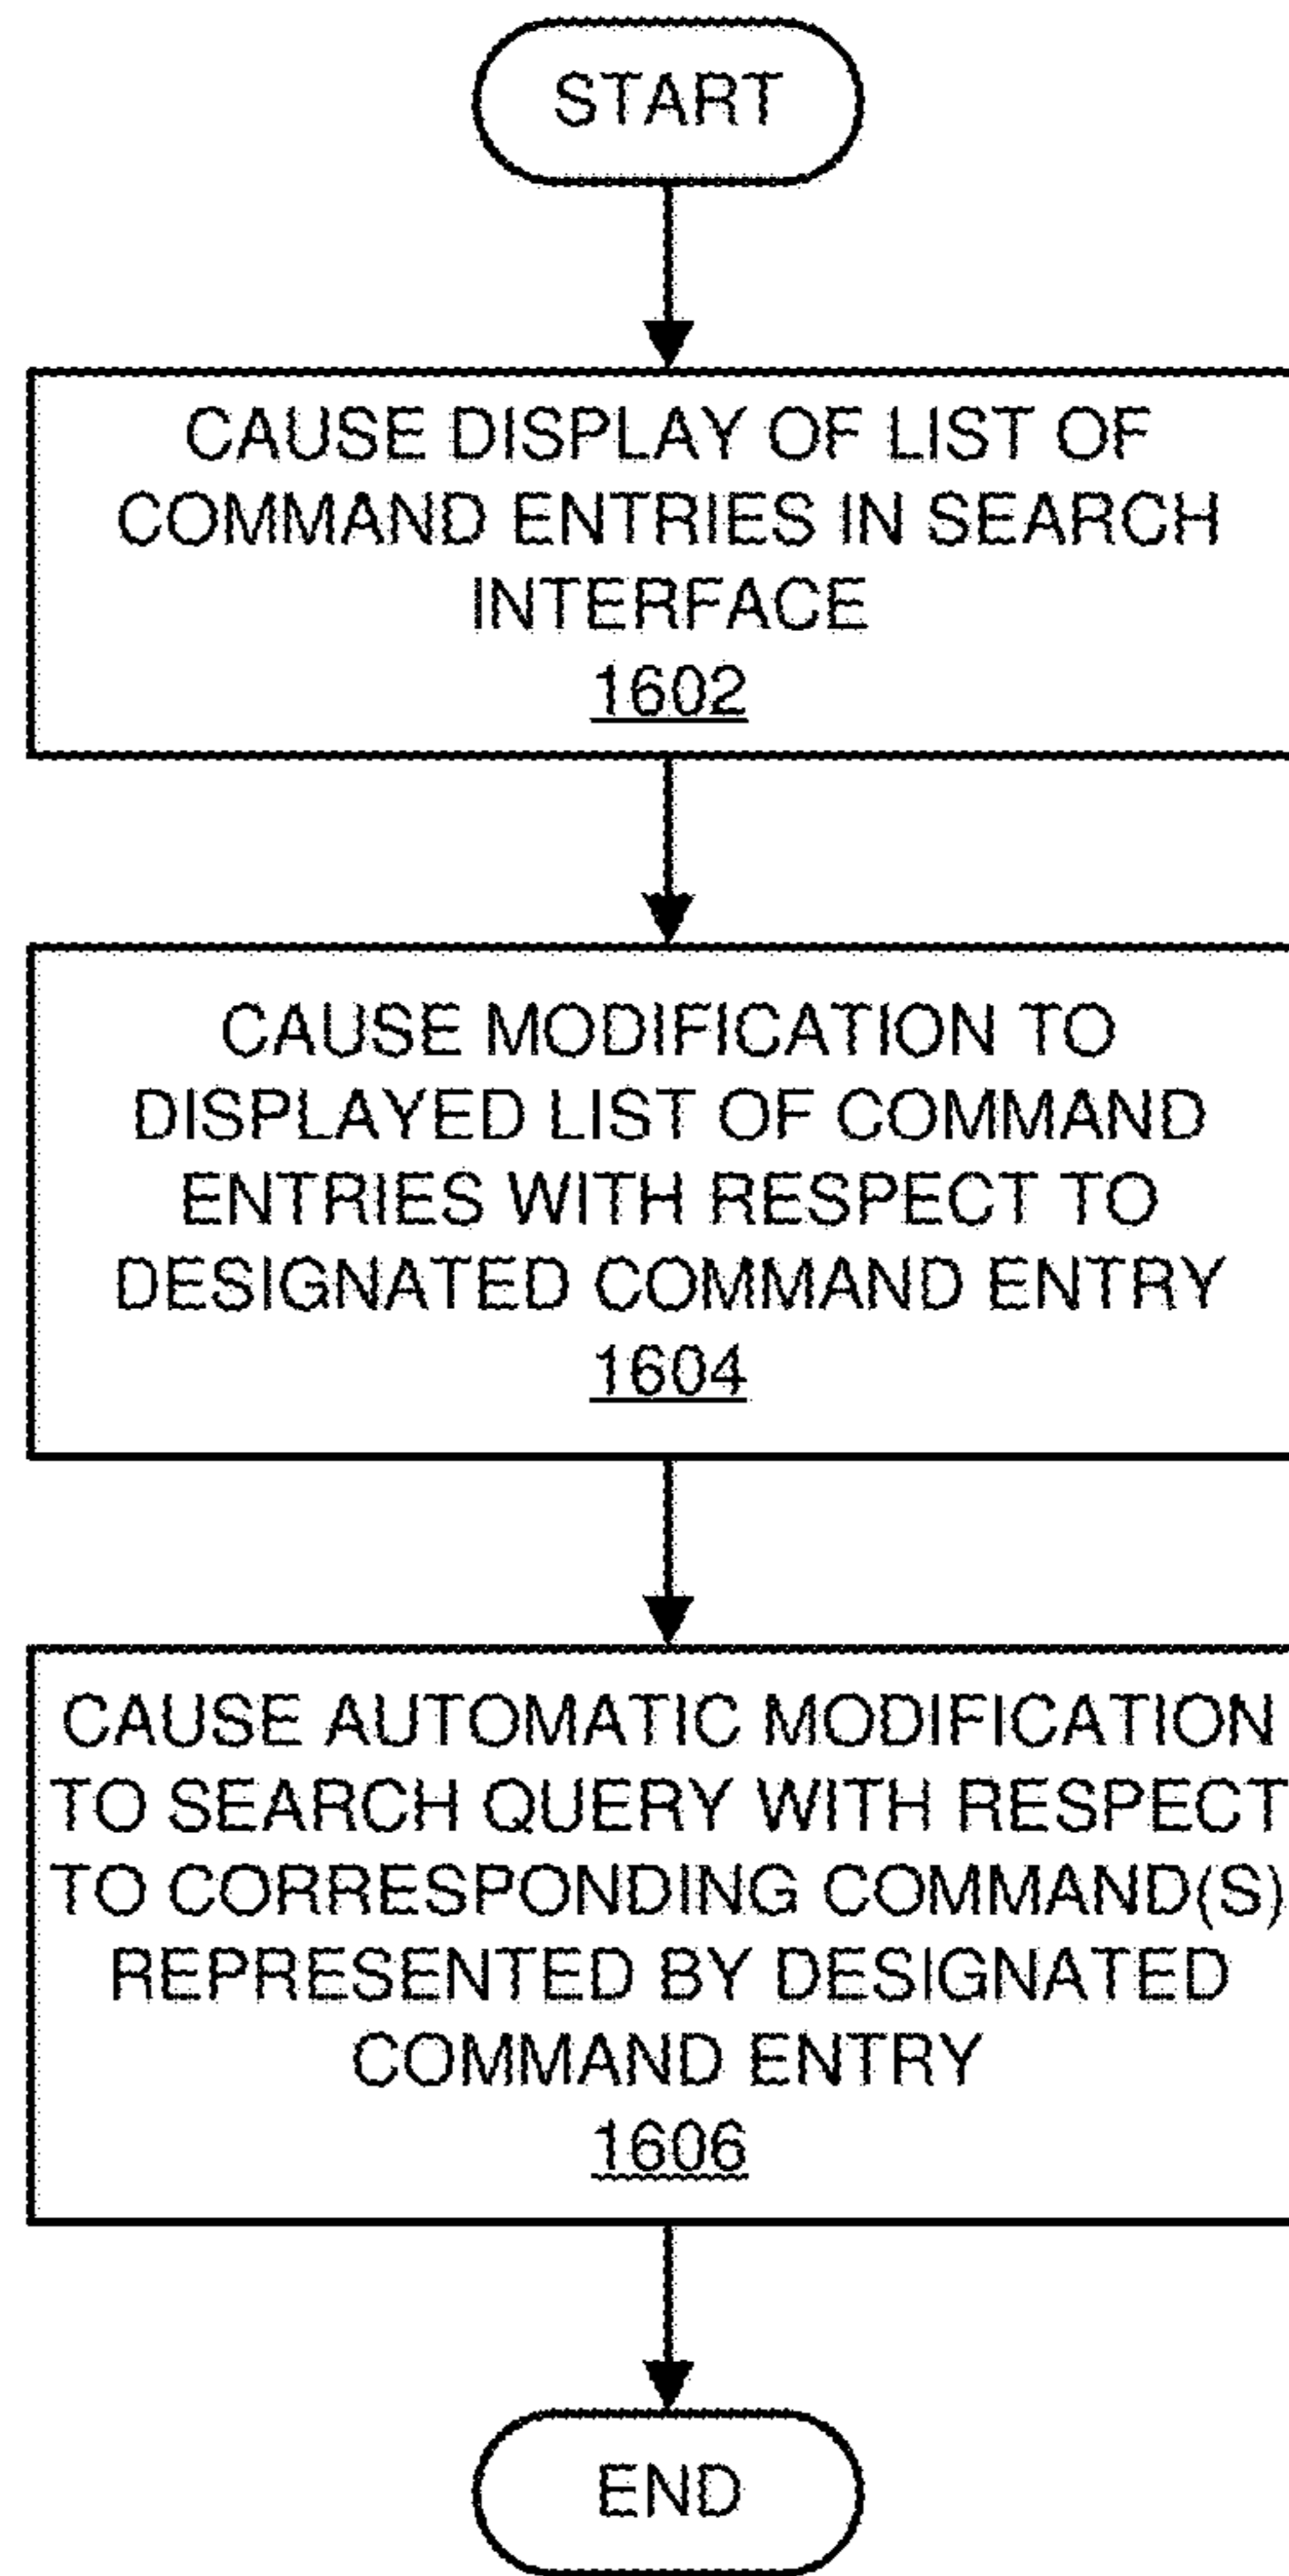 START
CAUSE DISPLAY OF LIST OF
COMMAND ENTRIES IN SEARCH
INTERFACE
1602
CAUSE MODIFICATION TO
DISPLAYED LIST OF COMMAND
ENTRIES WITH RESPECT TO
DESIGNATED COMMAND ENTRY
1604
CAUSE AUTOMATIC MODIFICATION
TO SEARCH QUERY WITH RESPECT
TO CORRESPONDING COMMAND(S)
REPRESENTED BY DESIGNATED
COMMAND ENTRY
1606
END